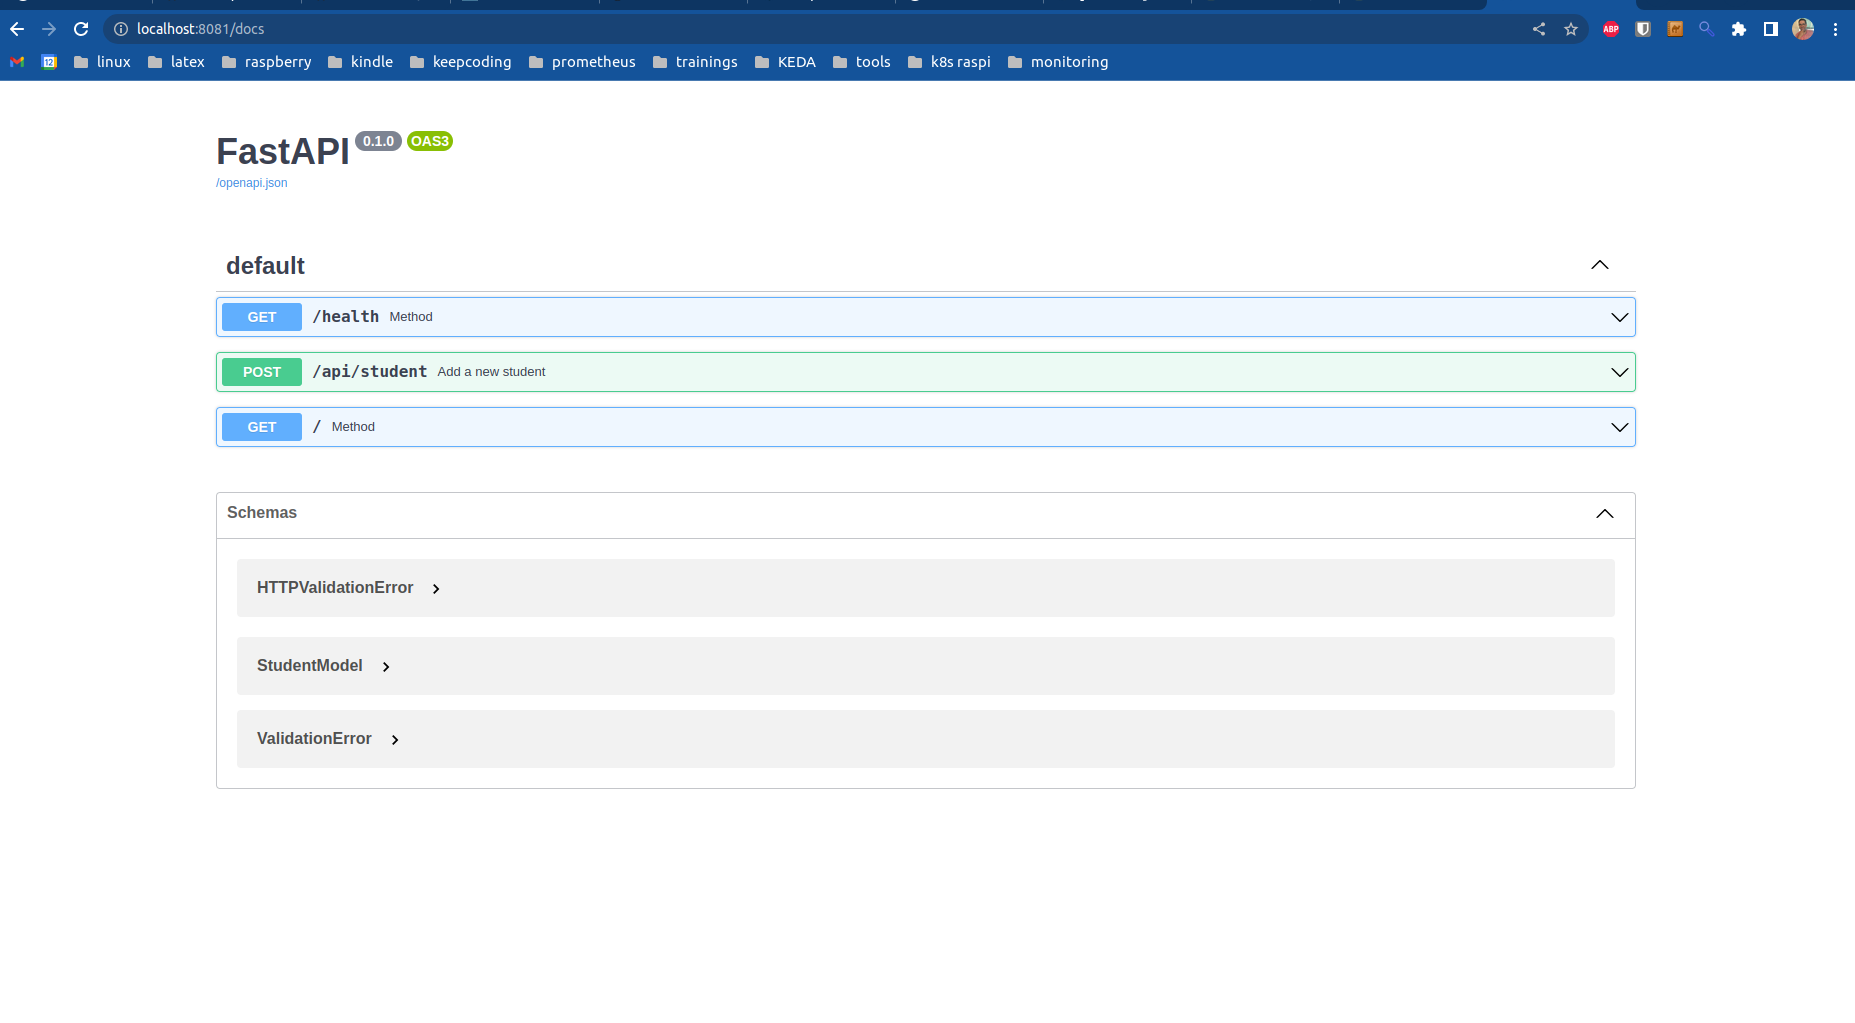 localhost:8081/docs
ABP
12
linux
latex
raspberry
kindle
keepcoding
prometheus
trainings
KEDA
tools
k8s raspi
monitoring
FastAPI 0.1.0 OAS3
/openapi.json
default
GET /health Method
POST /api/student Add a new student
GET / Method
Schemas
HTTPValidationError
StudentModel
ValidationError